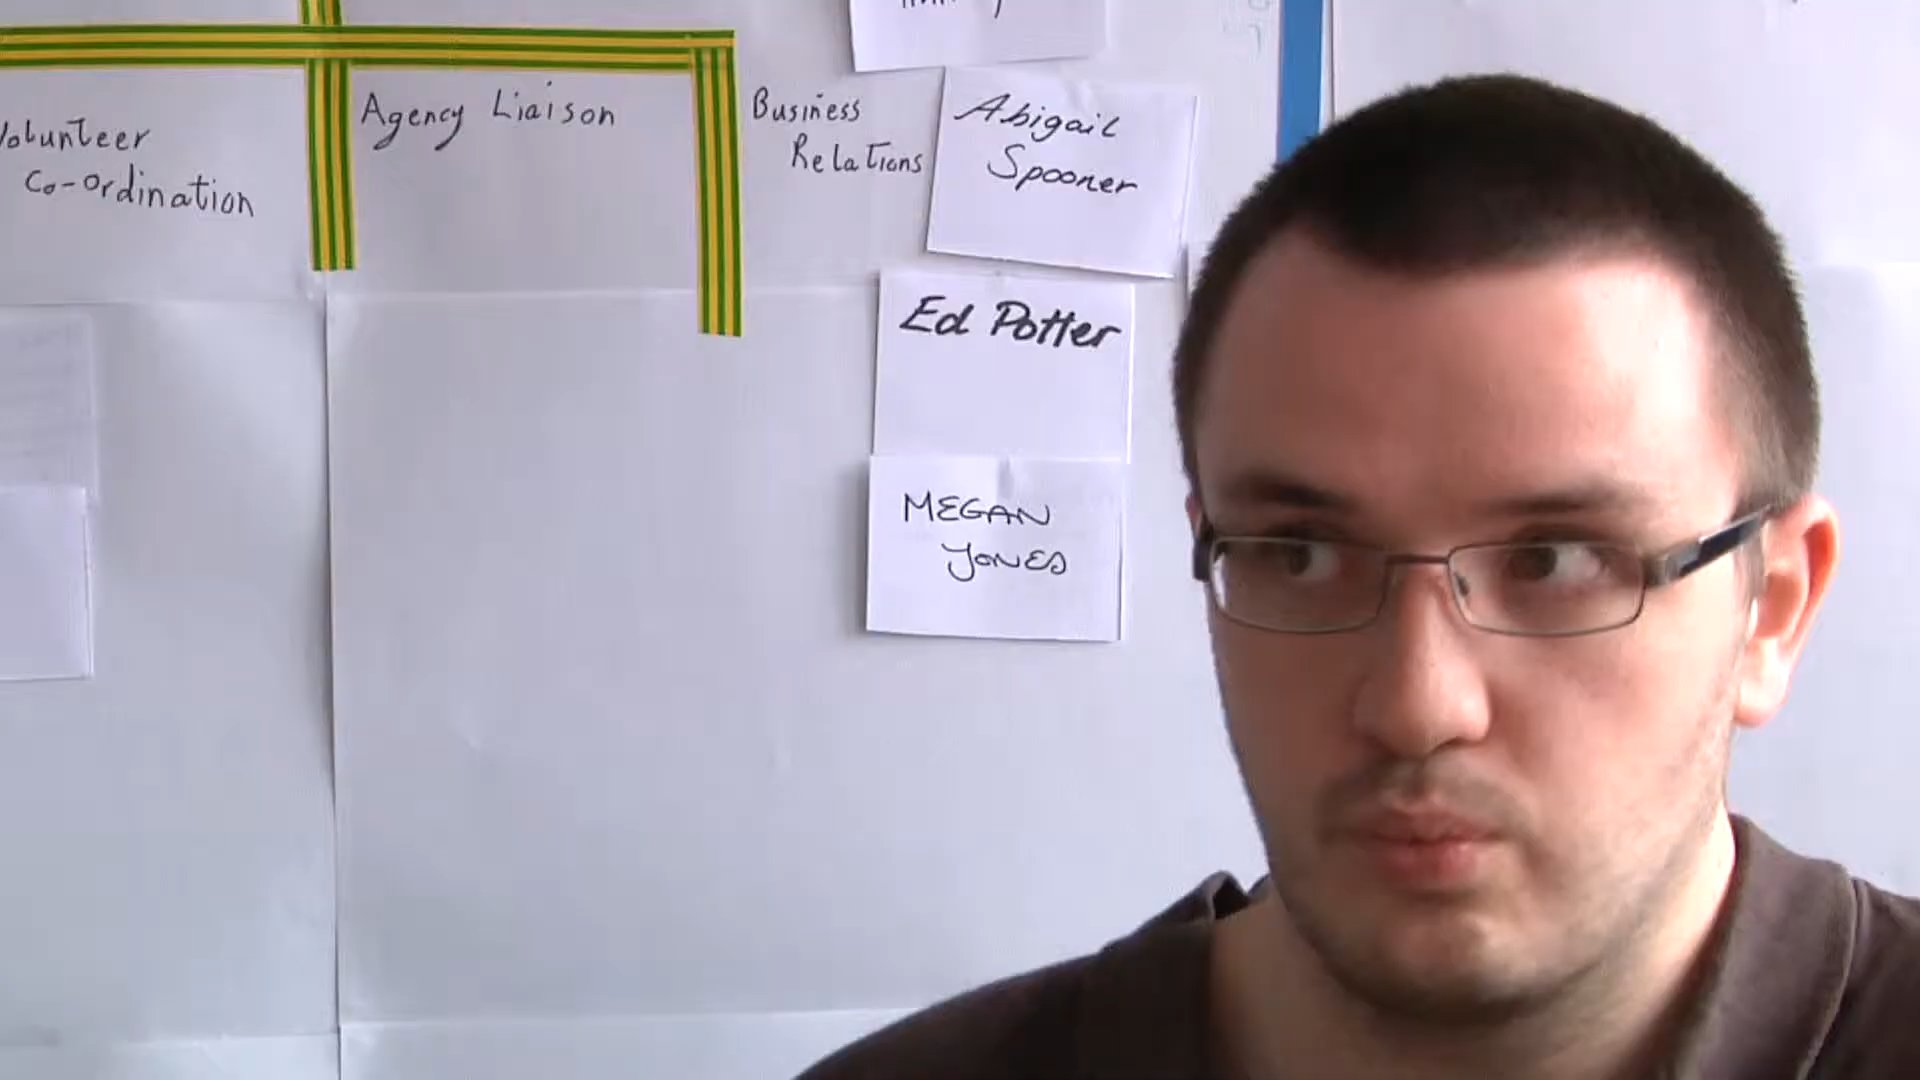 Volunteer
Co-ordination
Agency Liaison
Business
Relations
Abigail
Spooner
Ed Potter
MEGAN
JONES